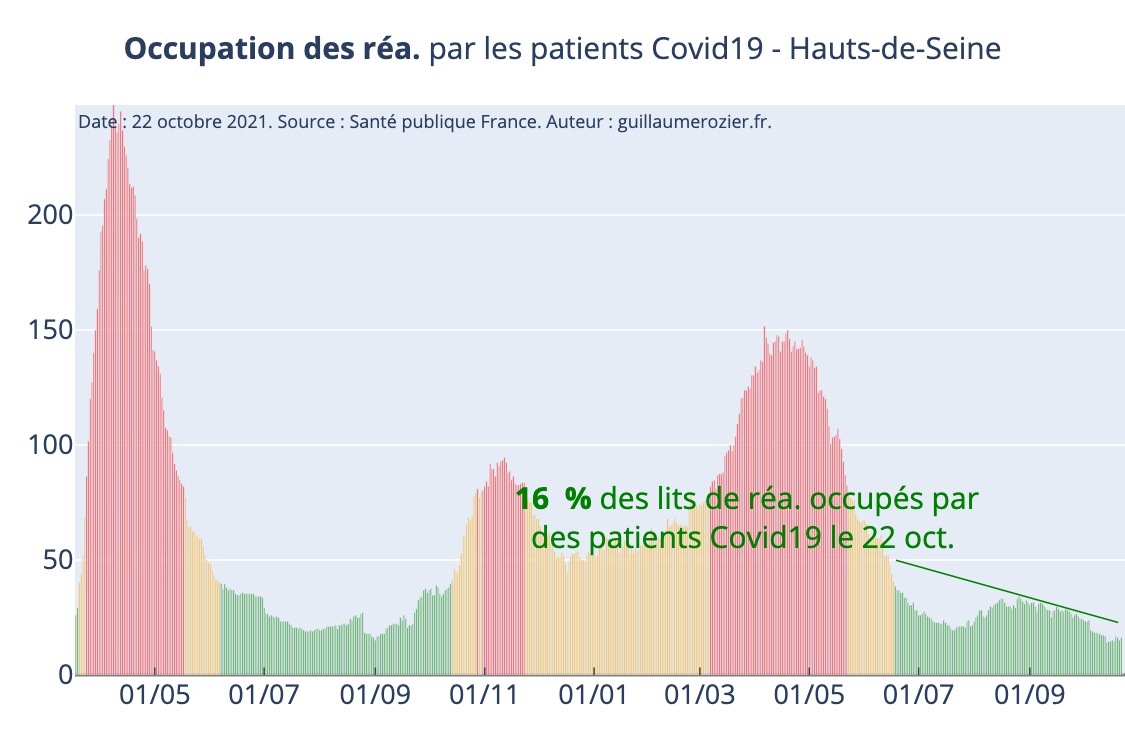 Occupation des réa. par les patients Covid19 - Hauts-de-Seine
Date : 22 octobre 2021. Source : Santé publique France. Auteur : guillaumerozier.fr.
200
150
100
50
0
16 % des lits de réa. occupés par
des patients Covid19 le 22 oct.
01/05 01/07 01/09 01/11 01/01 01/03 01/05 01/07 01/09